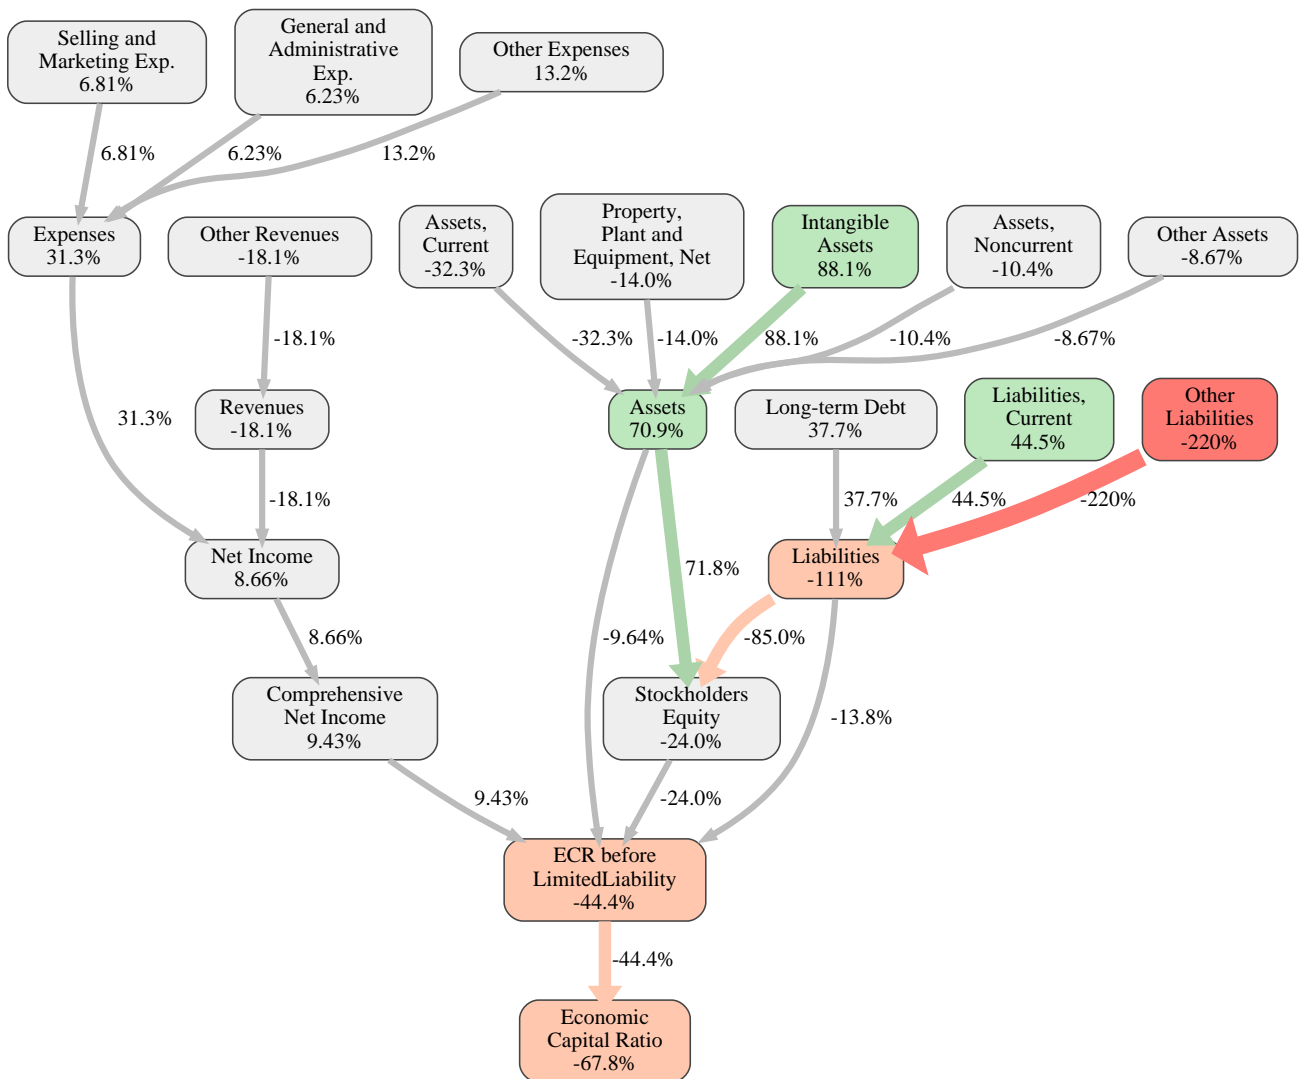 Selling and
Marketing Exp.
6.81%
General and
Administrative
Exp.
6.23%
Other Expenses
13.2%
6.81%
6.23%
13.2%
Expenses
31.3%
Other Revenues
-18.1%
Assets,
Current
-32.3%
Property,
Plant and
Equipment, Net
-14.0%
Intangible
Assets
88.1%
Assets,
Noncurrent
-10.4%
Other Assets
-8.67%
-18.1%
-32.3%
-14.0%
88.1%
-10.4%
-8.67%
31.3%
Revenues
-18.1%
Assets
70.9%
Long-term Debt
37.7%
Liabilities,
Current
44.5%
Other
Liabilities
-220%
-18.1%
37.7%
44.5%
-220%
Net Income
8.66%
71.8%
Liabilities
-111%
8.66%
-9.64%
-85.0%
Comprehensive
Net Income
9.43%
Stockholders
Equity
-24.0%
-13.8%
9.43%
-24.0%
ECR before
LimitedLiability
-44.4%
-44.4%
Economic
Capital Ratio
-67.8%